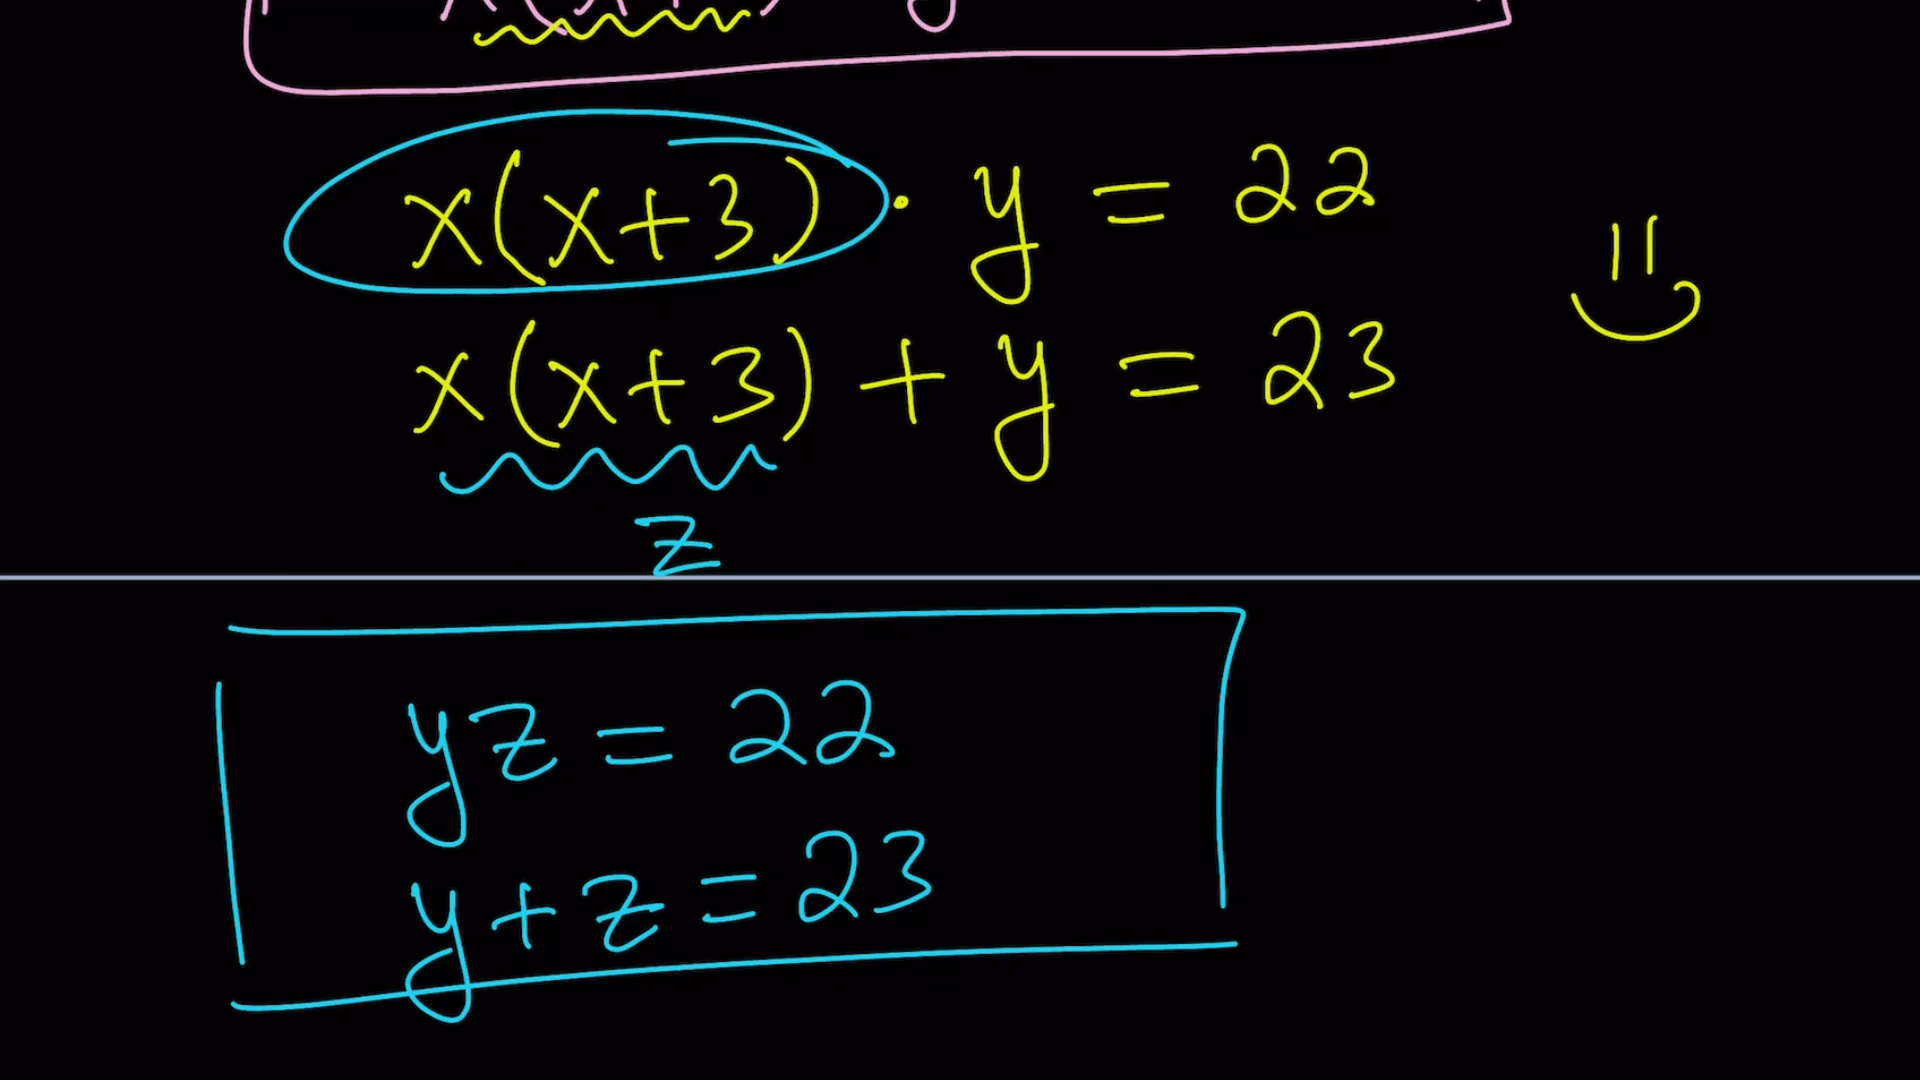 x(x+3) · y = 22
x(x+3) + y = 23
z
yz = 22
y+z = 23